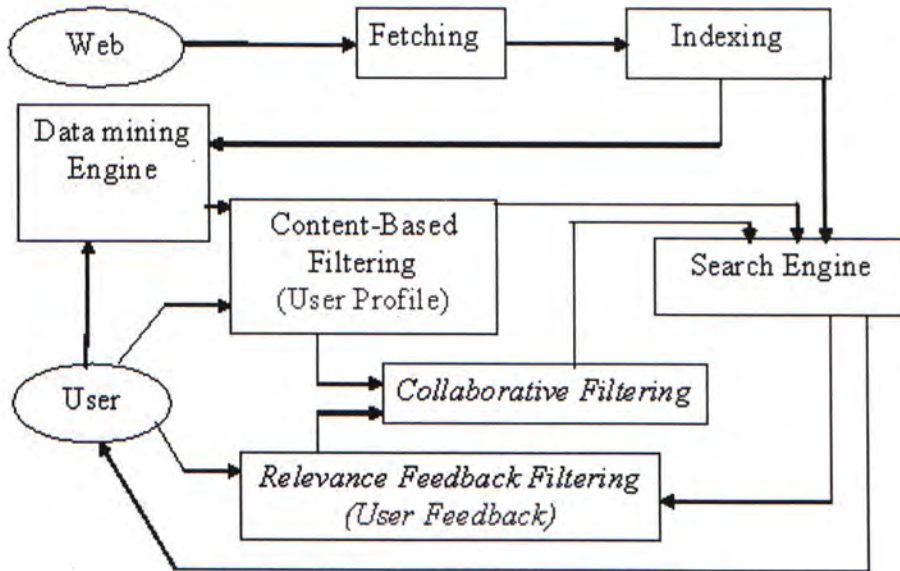 Web
Fetching
Indexing
Data mining
Engine
Content-Based
Filtering
(User Profile)
Search Engine
User
Collaborative Filtering
Relevance Feedback Filtering
(User Feedback)